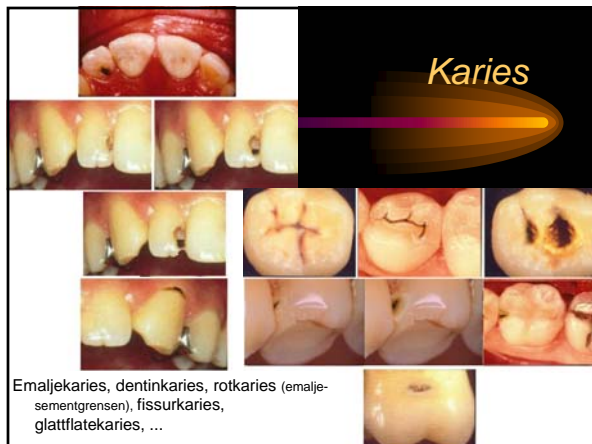 Karies
Emaljekaries, dentinkaries, rotkaries (emalje-
sementgrensen), fissurkaries,
glattflatekaries, ...